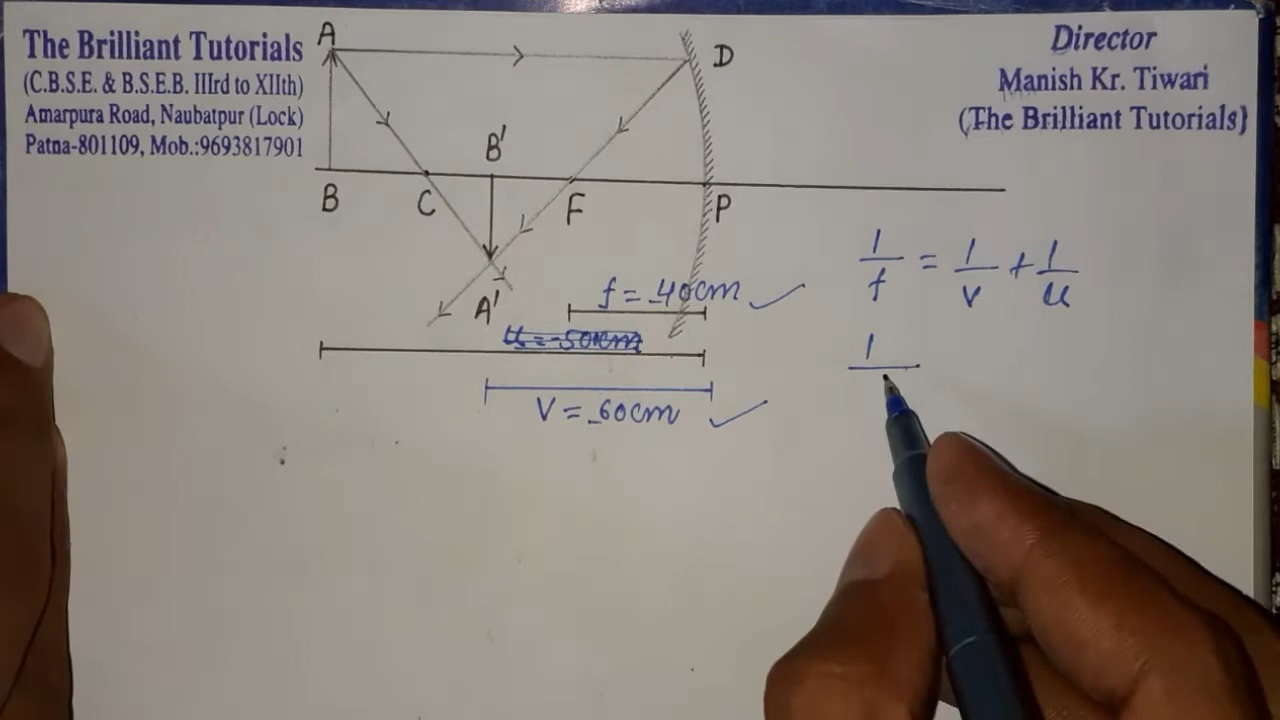 The Brilliant Tutorials
(C.B.S.E. & B.S.E.B. IIIrd to XIIth)
Amarpura Road, Naubatpur (Lock)
Patna-801109, Mob.:9693817901
Director
Manish Kr. Tiwari
(The Brilliant Tutorials)
A
D
B'
B
C
F
P
A'
f = -40cm ✓
u = -50cm
V = -60cm ✓
1/f = 1/v + 1/u
1/